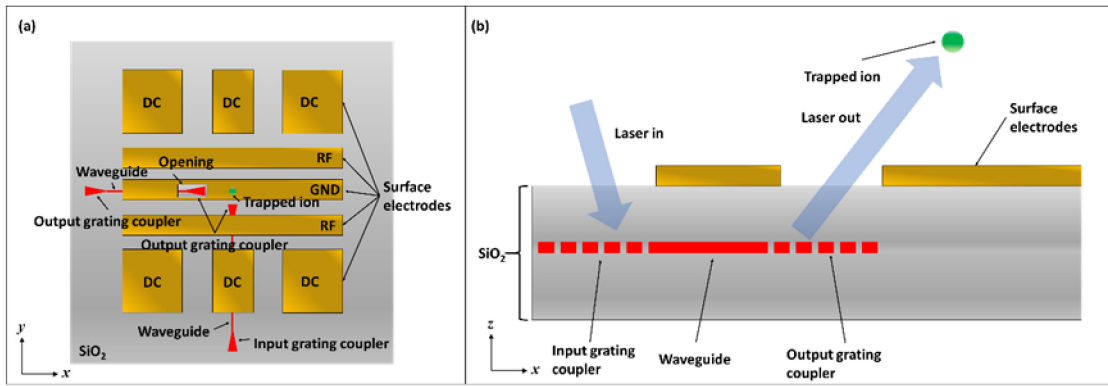 (a)
DC
DC
DC
RF
Opening
Waveguide
GND
Output grating coupler
Trapped ion
Surface
electrodes
RF
Output grating coupler
DC
DC
DC
Waveguide
Input grating coupler
SiO2
y
x
(b)
Trapped ion
Laser in
Laser out
Surface
electrodes
SiO2
z
x
Input grating
coupler
Waveguide
Output grating
coupler